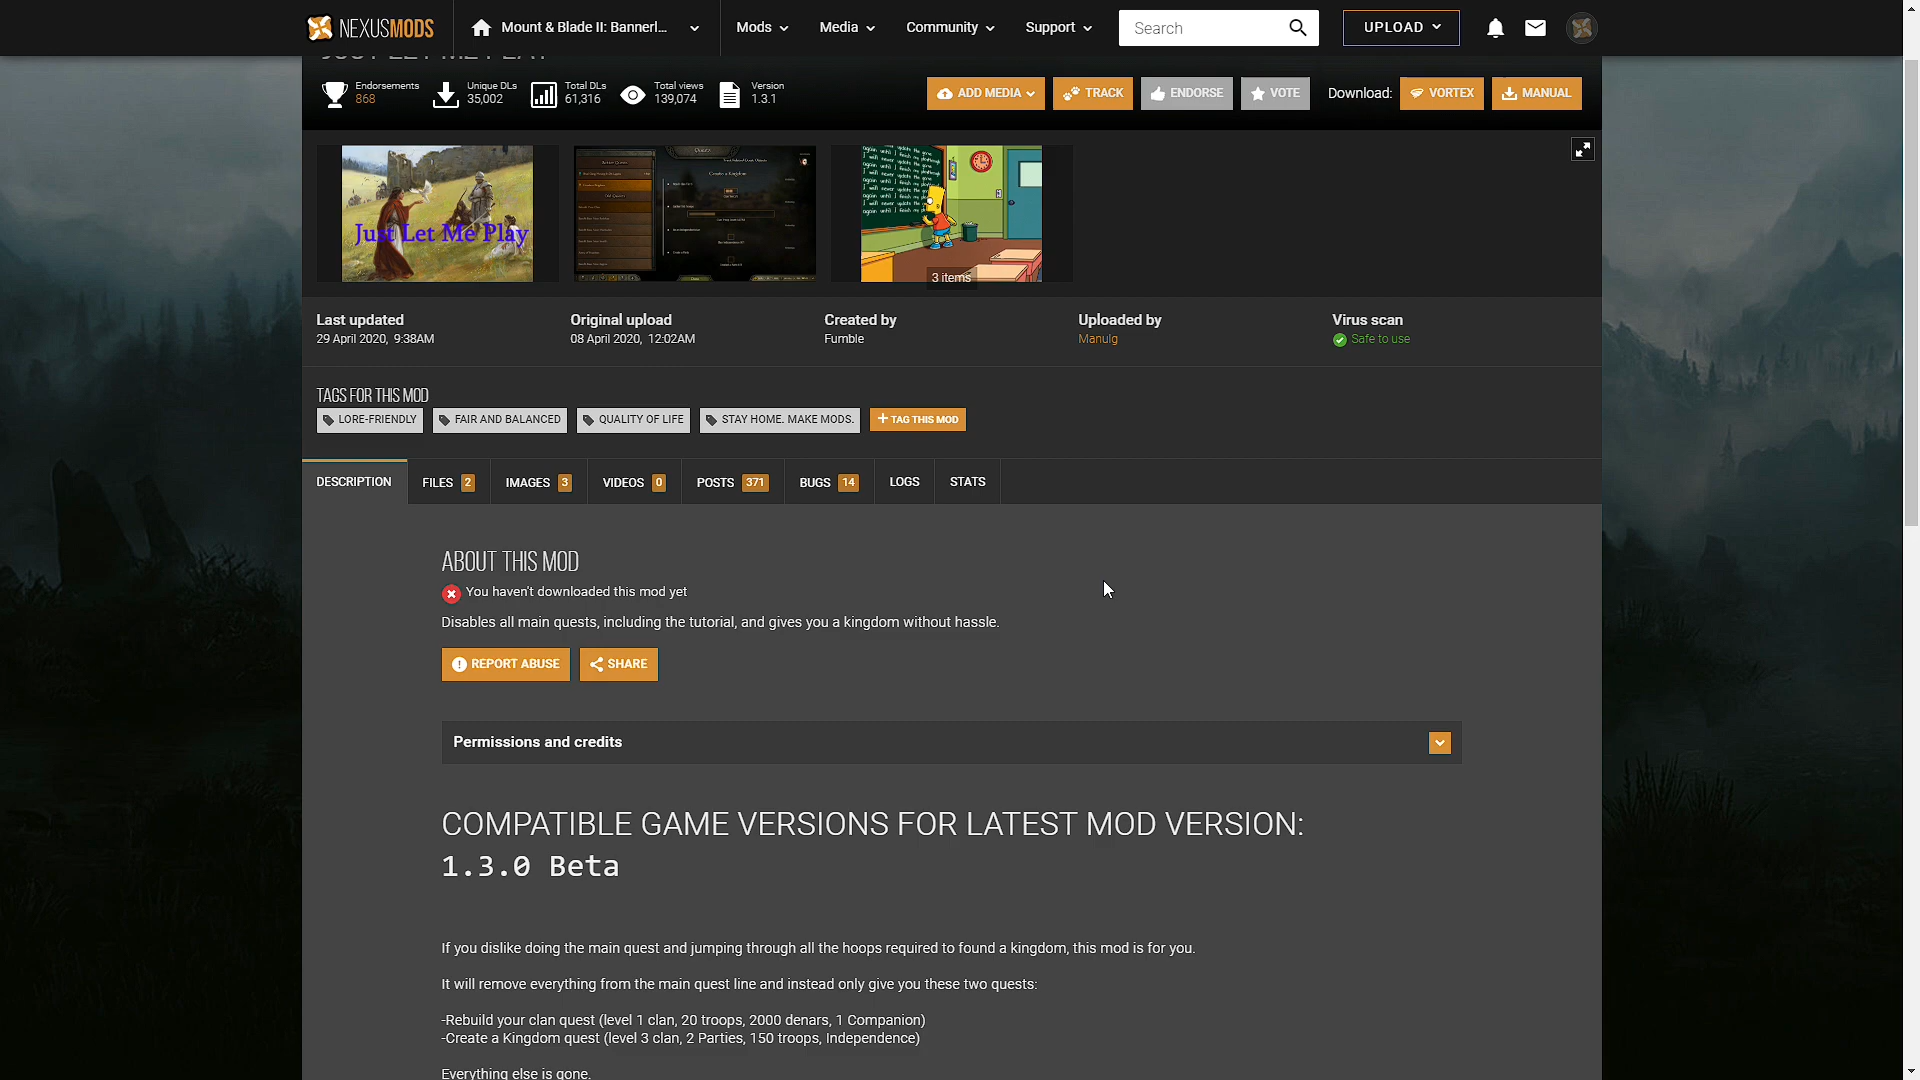 NEXUSMODS
Mount & Blade II: Bannerl...
Mods
Media
Community
Support
Search
UPLOAD
JUST LET ME PLAY
Endorsements
868
Unique DLs
35,002
Total DLs
61,316
Total views
139,074
Version
1.3.1
ADD MEDIA
TRACK
ENDORSE
VOTE
Download:
VORTEX
MANUAL
Just Let Me Play
Create a Kingdom
3 items
Last updated
29 April 2020, 9:38AM
Original upload
08 April 2020, 12:02AM
Created by
Fumble
Uploaded by
Manulg
Virus scan
Safe to use
TAGS FOR THIS MOD
LORE-FRIENDLY
FAIR AND BALANCED
QUALITY OF LIFE
STAY HOME. MAKE MODS.
+ TAG THIS MOD
DESCRIPTION
FILES 2
IMAGES 3
VIDEOS 0
POSTS 371
BUGS 14
LOGS
STATS
ABOUT THIS MOD
You haven't downloaded this mod yet
Disables all main quests, including the tutorial, and gives you a kingdom without hassle.
REPORT ABUSE
SHARE
Permissions and credits
COMPATIBLE GAME VERSIONS FOR LATEST MOD VERSION:
1.3.0 Beta
If you dislike doing the main quest and jumping through all the hoops required to found a kingdom, this mod is for you.
It will remove everything from the main quest line and instead only give you these two quests:
-Rebuild your clan quest (level 1 clan, 20 troops, 2000 denars, 1 Companion)
-Create a Kingdom quest (level 3 clan, 2 Parties, 150 troops, Independence)
Everything else is gone.